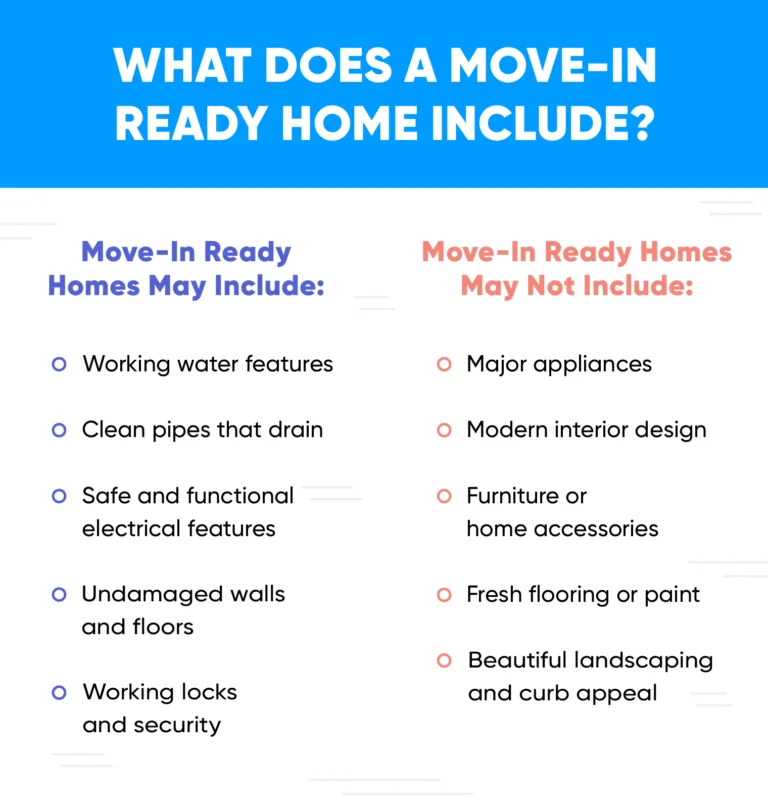 WHAT DOES A MOVE-IN
READY HOME INCLUDE?
Move-In Ready
Homes May Include:
Working water features
Clean pipes that drain
Safe and functional
electrical features
Undamaged walls
and floors
Working locks
and security
Move-In Ready Homes
May Not Include:
Major appliances
Modern interior design
Furniture or
home accessories
Fresh flooring or paint
Beautiful landscaping
and curb appeal